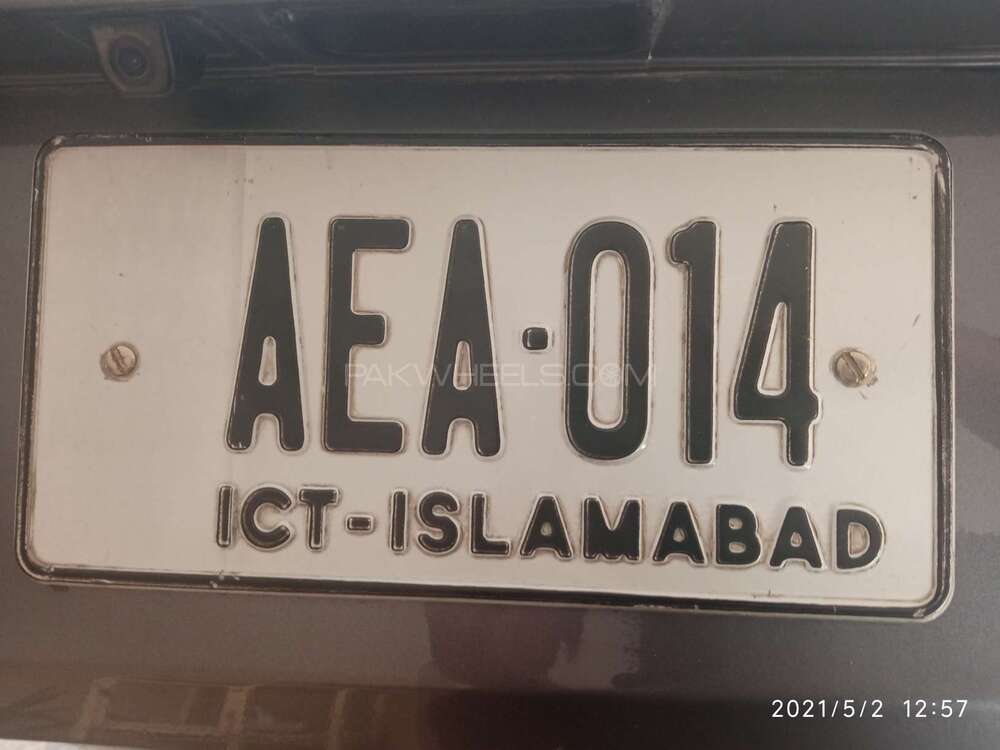 AEA-014
PAKWHEELS.COM
ICT-ISLAMABAD
2021/5/2 12:57